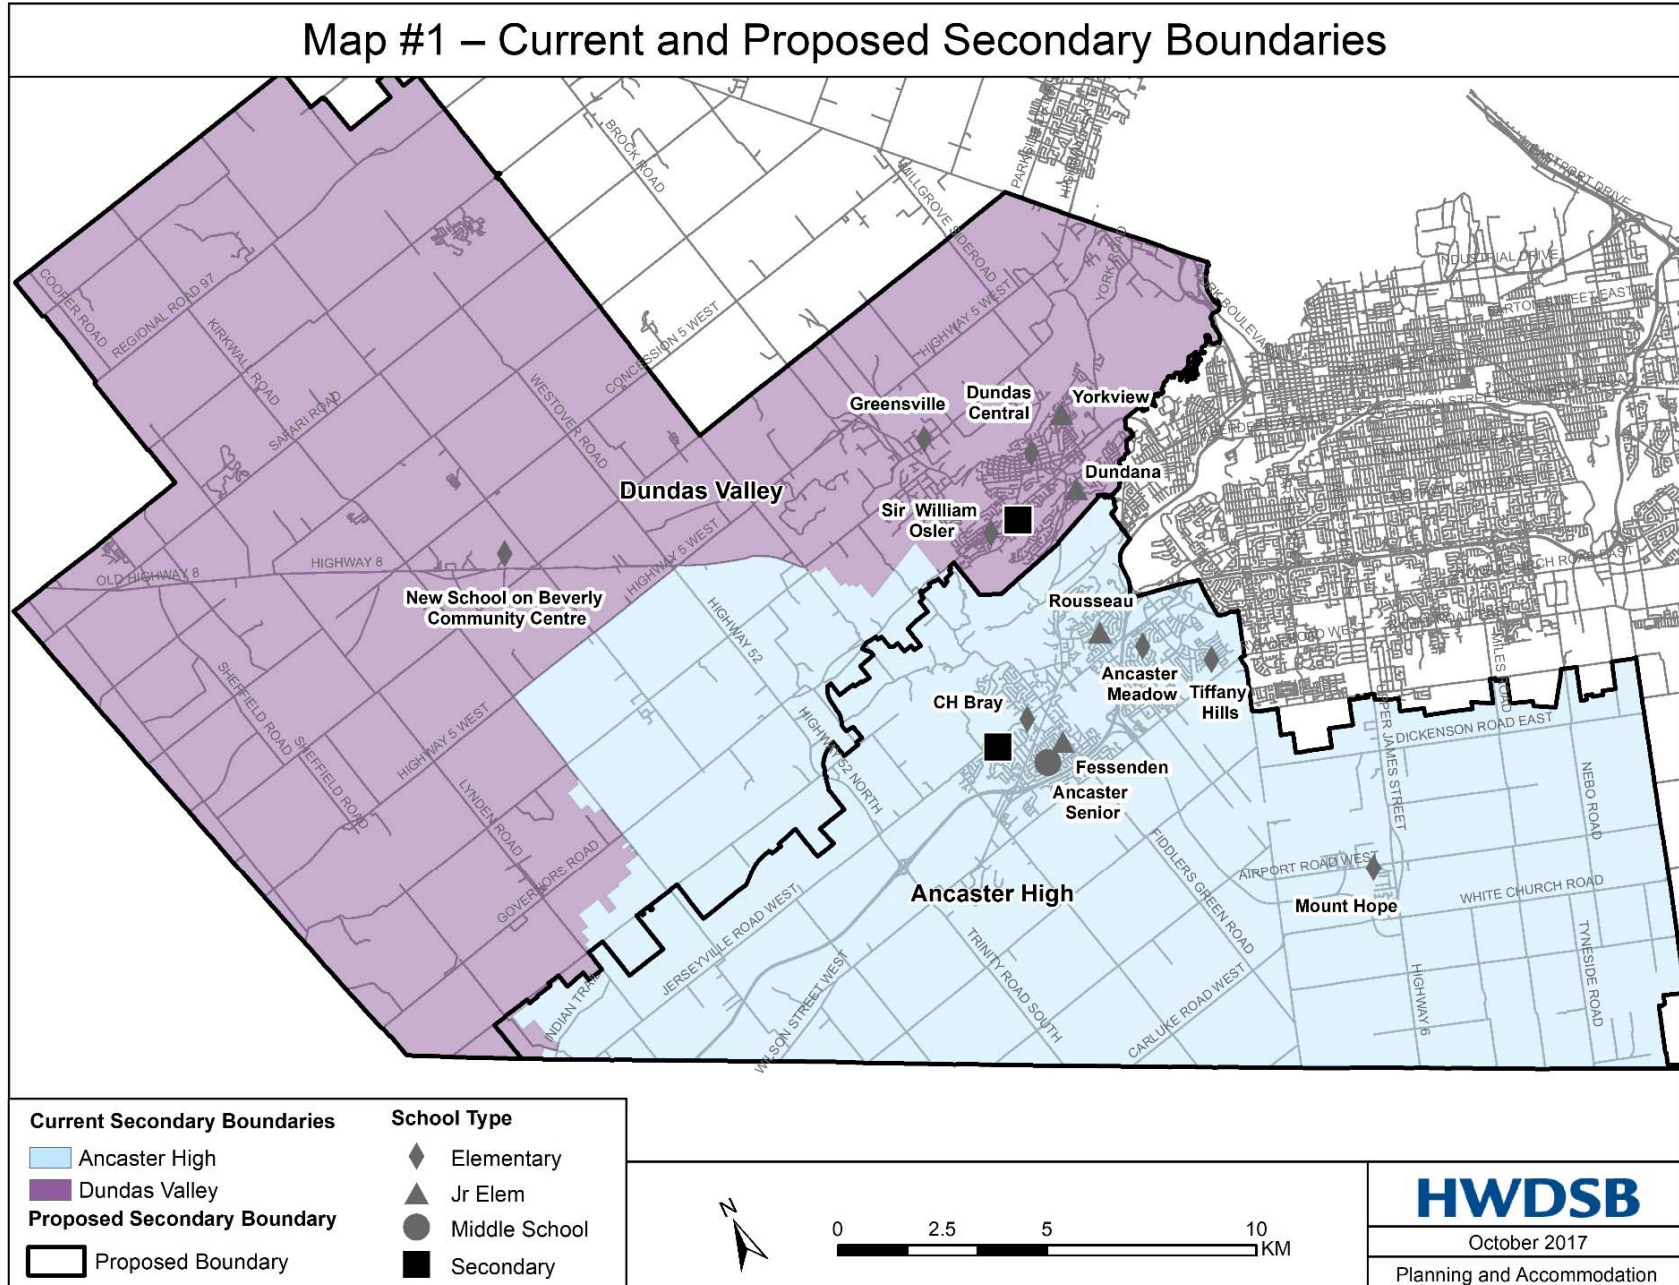 Map #1 – Current and Proposed Secondary Boundaries
BROCK ROAD
MILLGROVE SIDEROAD
YORK ROAD
COOPER ROAD
REGIONAL ROAD 97
KIRKWALL ROAD
SAFARI ROAD
WESTOVER ROAD
CONCESSION 5 WEST
HIGHWAY 5 WEST
INDUSTRIAL DRIVE
Greensville
Dundas
Central
Yorkview
Dundana
Dundas Valley
Sir William
Osler
OLD HIGHWAY 8
HIGHWAY 8
HIGHWAY 5 WEST
New School on Beverly
Community Centre
Rousseau
HIGHWAY 52
Ancaster
Meadow
Tiffany
Hills
CH Bray
SHEFFIELD ROAD
SHEFFIELD ROAD
HIGHWAY 5 WEST
LYNDEN ROAD
GOVERNORS ROAD
HIGHWAY 52 NORTH
Fessenden
Ancaster
Senior
DICKENSON ROAD EAST
UPPER JAMES STREET
NEBO ROAD
FIDDLERS GREEN ROAD
AIRPORT ROAD WEST
Ancaster High
Mount Hope
WHITE CHURCH ROAD
JERSEYVILLE ROAD WEST
INDIAN TRAIL
WILSON STREET WEST
TRINITY ROAD SOUTH
CARLUKE ROAD WEST
HIGHWAY 6
TYNESIDE ROAD
Current Secondary Boundaries
Ancaster High
Dundas Valley
Proposed Secondary Boundary
Proposed Boundary
School Type
Elementary
Jr Elem
Middle School
Secondary
N
0 2.5 5 10
KM
HWDSB
October 2017
Planning and Accommodation